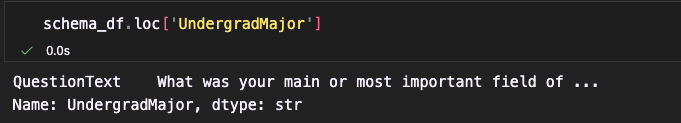 schema_df.loc['UndergradMajor']
0.0s
QuestionText    What was your main or most important field of ...
Name: UndergradMajor, dtype: str